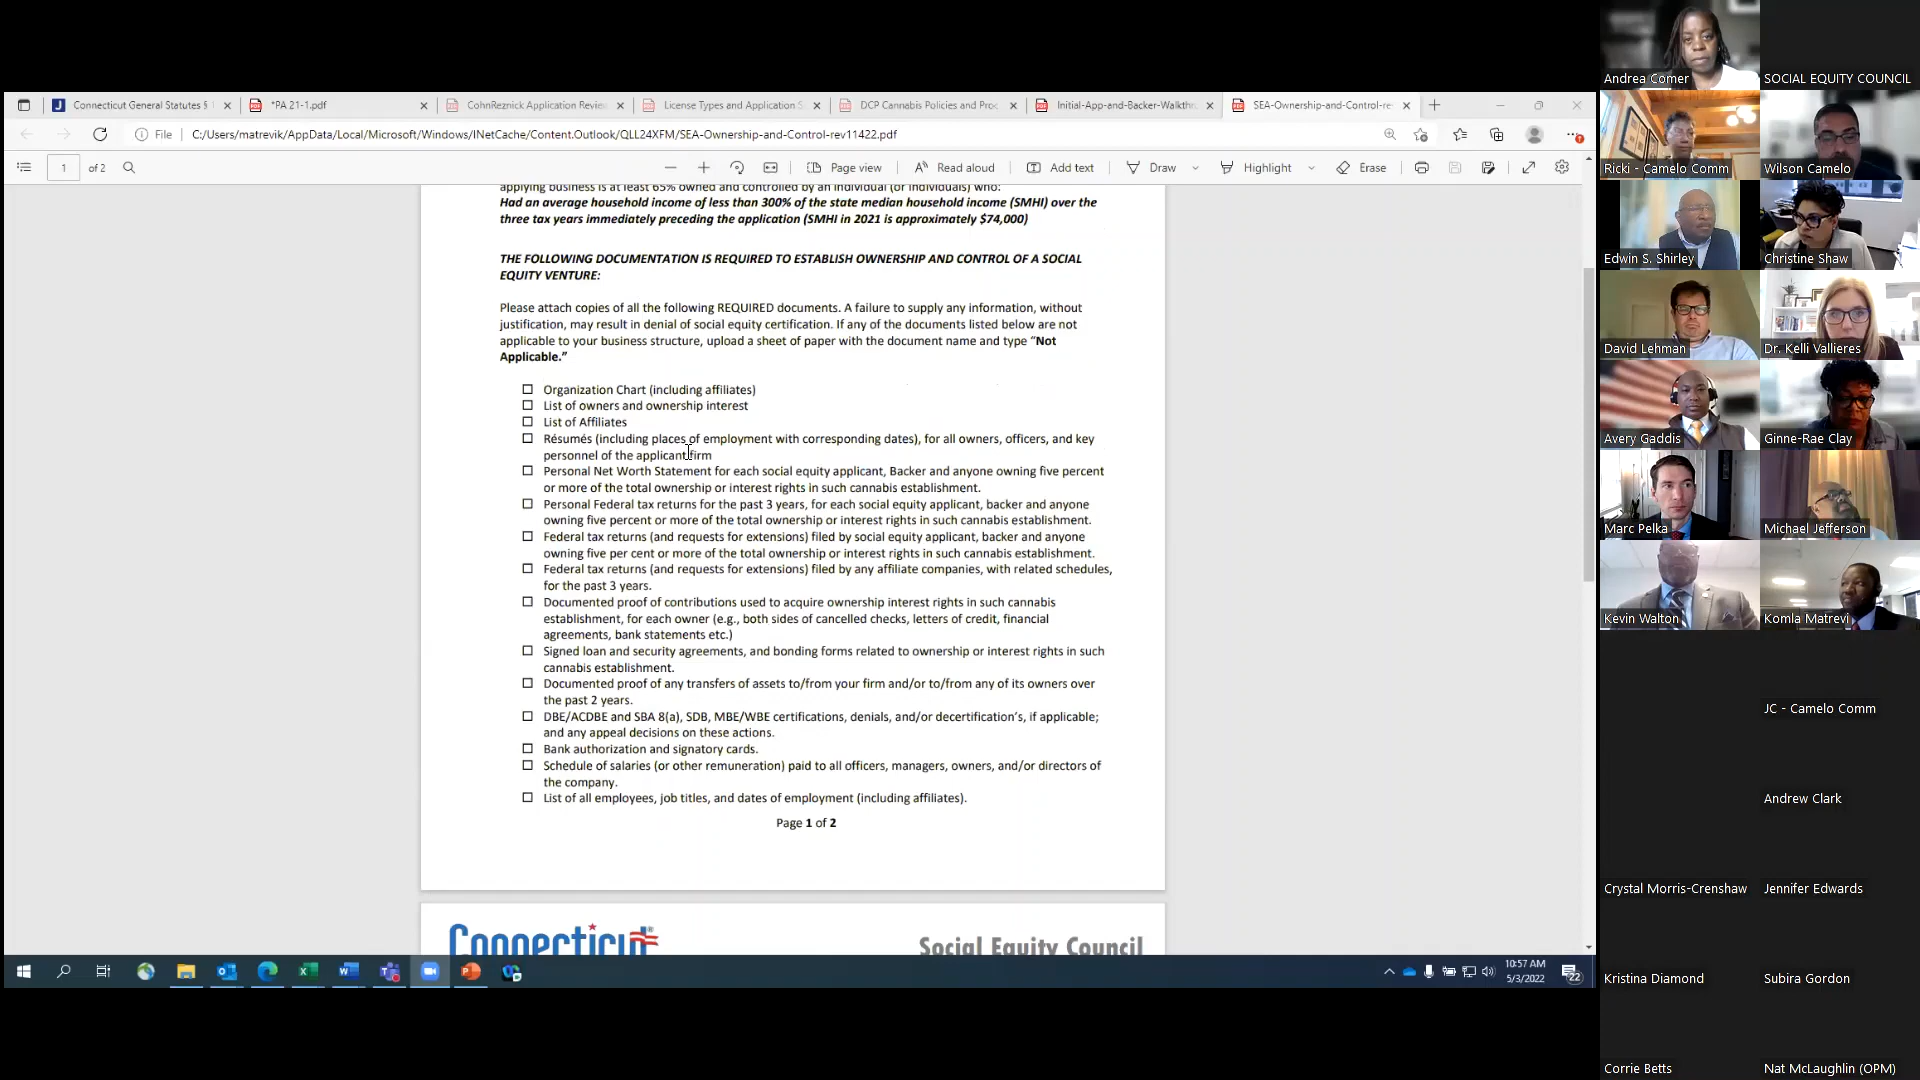 Connecticut General Statutes §
*PA 21-1.pdf
CohnReznick Application Revie
License Types and Application S
DCP Cannabis Policies and Proc
Initial-App-and-Backer-Walkthr
SEA-Ownership-and-Control-re
File
C:/Users/matrevik/AppData/Local/Microsoft/Windows/INetCache/Content.Outlook/QLL24XFM/SEA-Ownership-and-Control-rev11422.pdf
1 of 2
Page view
Read aloud
Add text
Draw
Highlight
Erase
applying business is at least 65% owned and controlled by an individual (or individuals) who:
Had an average household income of less than 300% of the state median household income (SMHI) over the
three tax years immediately preceding the application (SMHI in 2021 is approximately $74,000)
THE FOLLOWING DOCUMENTATION IS REQUIRED TO ESTABLISH OWNERSHIP AND CONTROL OF A SOCIAL
EQUITY VENTURE:
Please attach copies of all the following REQUIRED documents. A failure to supply any information, without
justification, may result in denial of social equity certification. If any of the documents listed below are not
applicable to your business structure, upload a sheet of paper with the document name and type “Not
Applicable.”
Organization Chart (including affiliates)
List of owners and ownership interest
List of Affiliates
Résumés (including places of employment with corresponding dates), for all owners, officers, and key
personnel of the applicant firm
Personal Net Worth Statement for each social equity applicant, Backer and anyone owning five percent
or more of the total ownership or interest rights in such cannabis establishment.
Personal Federal tax returns for the past 3 years, for each social equity applicant, backer and anyone
owning five percent or more of the total ownership or interest rights in such cannabis establishment.
Federal tax returns (and requests for extensions) filed by social equity applicant, backer and anyone
owning five per cent or more of the total ownership or interest rights in such cannabis establishment.
Federal tax returns (and requests for extensions) filed by any affiliate companies, with related schedules,
for the past 3 years.
Documented proof of contributions used to acquire ownership interest rights in such cannabis
establishment, for each owner (e.g., both sides of cancelled checks, letters of credit, financial
agreements, bank statements etc.)
Signed loan and security agreements, and bonding forms related to ownership or interest rights in such
cannabis establishment.
Documented proof of any transfers of assets to/from your firm and/or to/from any of its owners over
the past 2 years.
DBE/ACDBE and SBA 8(a), SDB, MBE/WBE certifications, denials, and/or decertification's, if applicable;
and any appeal decisions on these actions.
Bank authorization and signatory cards.
Schedule of salaries (or other remuneration) paid to all officers, managers, owners, and/or directors of
the company.
List of all employees, job titles, and dates of employment (including affiliates).
Page 1 of 2
Connecticut
Social Equity Council
10:57 AM
5/3/2022
22
Andrea Comer
SOCIAL EQUITY COUNCIL
Ricki - Camelo Comm
Wilson Camelo
Edwin S. Shirley
Christine Shaw
David Lehman
Dr. Kelli Vallieres
Avery Gaddis
Ginne-Rae Clay
Marc Pelka
Michael Jefferson
Kevin Walton
Komla Matrevi
JC - Camelo Comm
Andrew Clark
Crystal Morris-Crenshaw
Jennifer Edwards
Kristina Diamond
Subira Gordon
Corrie Betts
Nat McLaughlin (OPM)